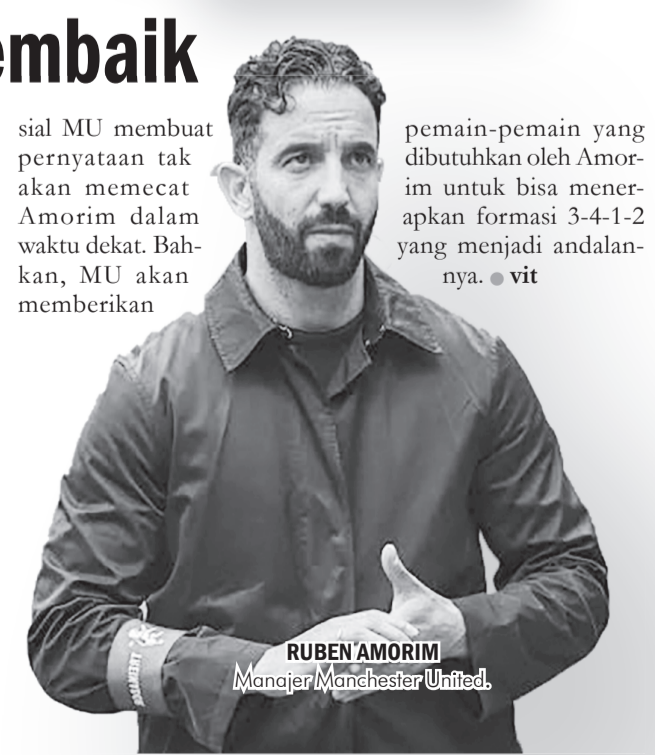 embaik
sial MU membuat
pernyataan tak
akan memecat
Amorim dalam
waktu dekat. Bah-
kan, MU akan
memberikan
pemain-pemain yang
dibutuhkan oleh Amor-
im untuk bisa mener-
apkan formasi 3-4-1-2
yang menjadi andalan-
nya. ● vit
RUBEN AMORIM
Manajer Manchester United.